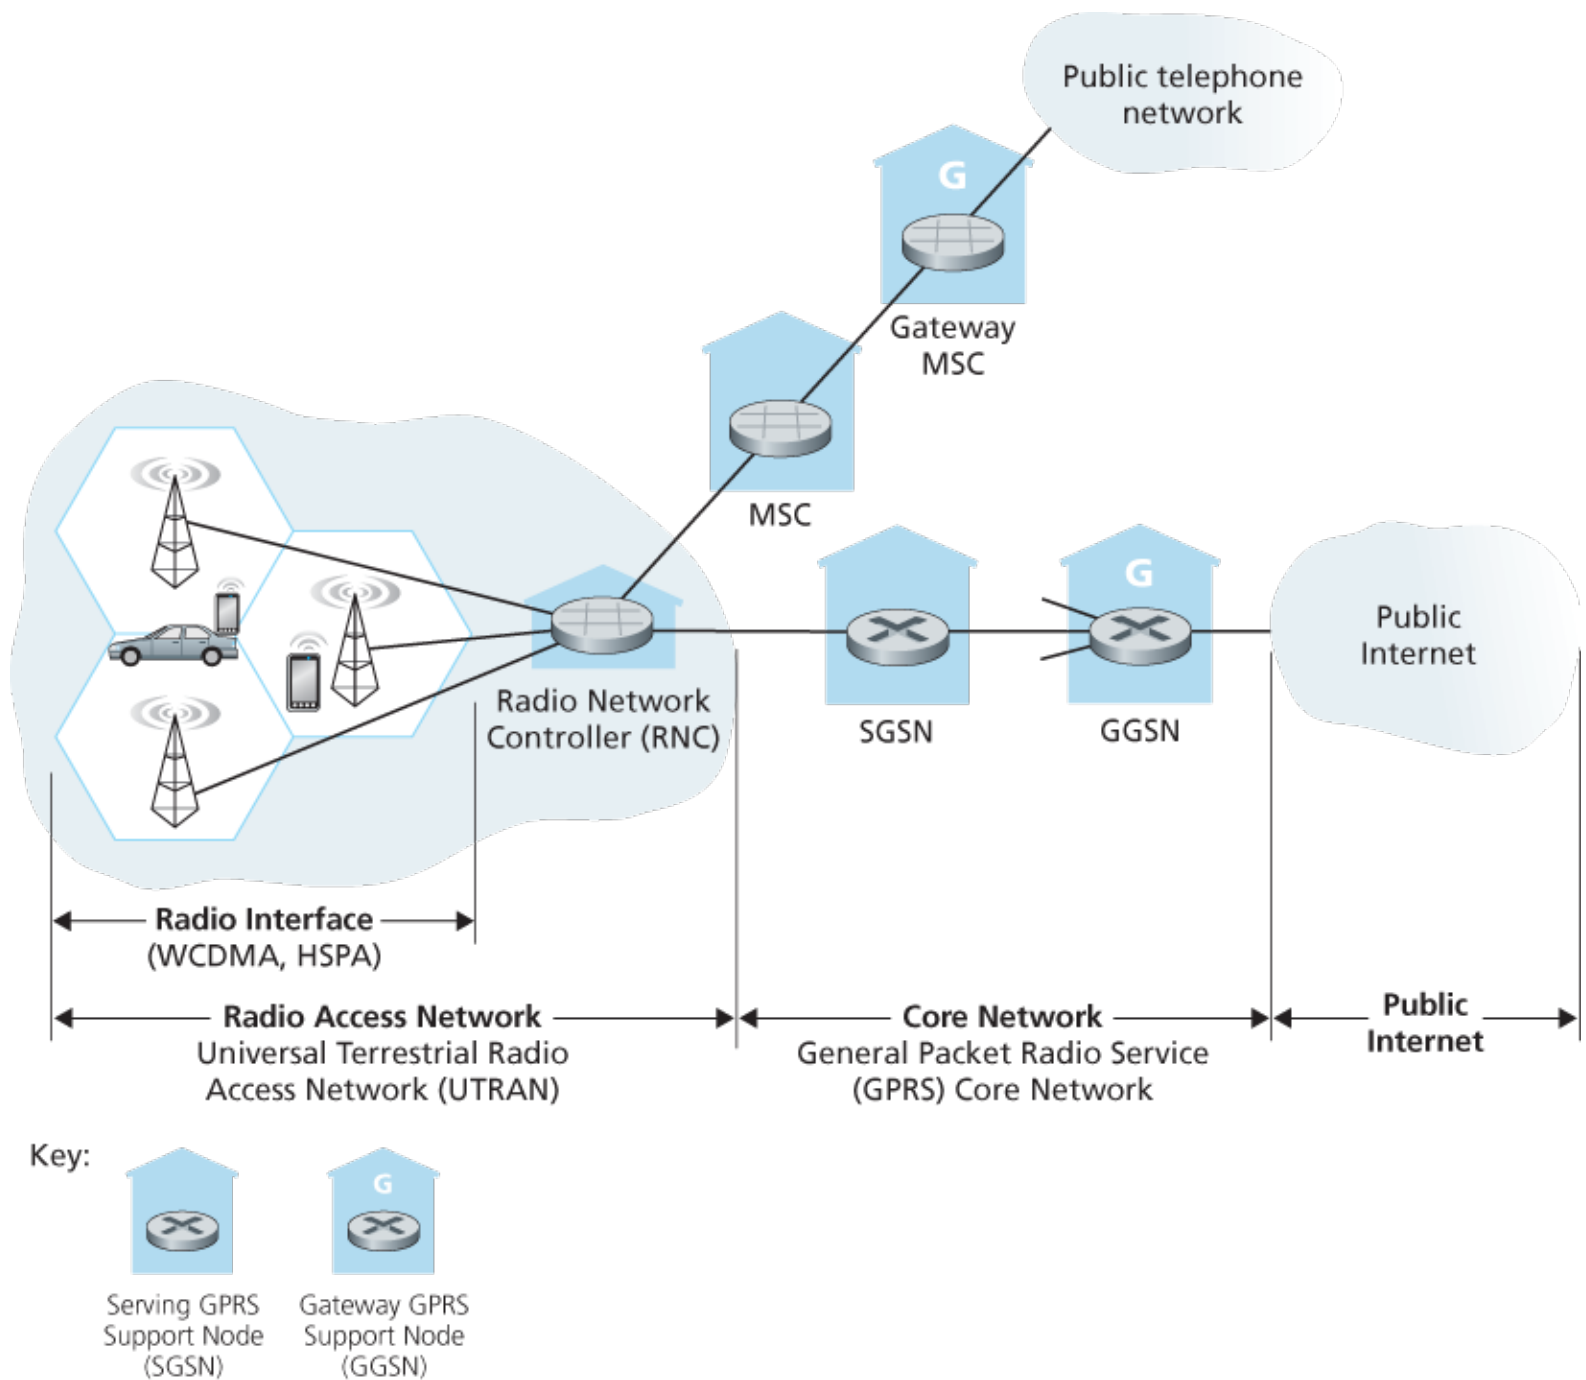 Public telephone
network
G
Gateway
MSC
MSC
G
SGSN
GGSN
Public
Internet
Radio Network
Controller (RNC)
Radio Interface
(WCDMA, HSPA)
Radio Access Network
Universal Terrestrial Radio
Access Network (UTRAN)
Core Network
General Packet Radio Service
(GPRS) Core Network
Public
Internet
Key:
G
Serving GPRS
Support Node
(SGSN)
Gateway GPRS
Support Node
(GGSN)